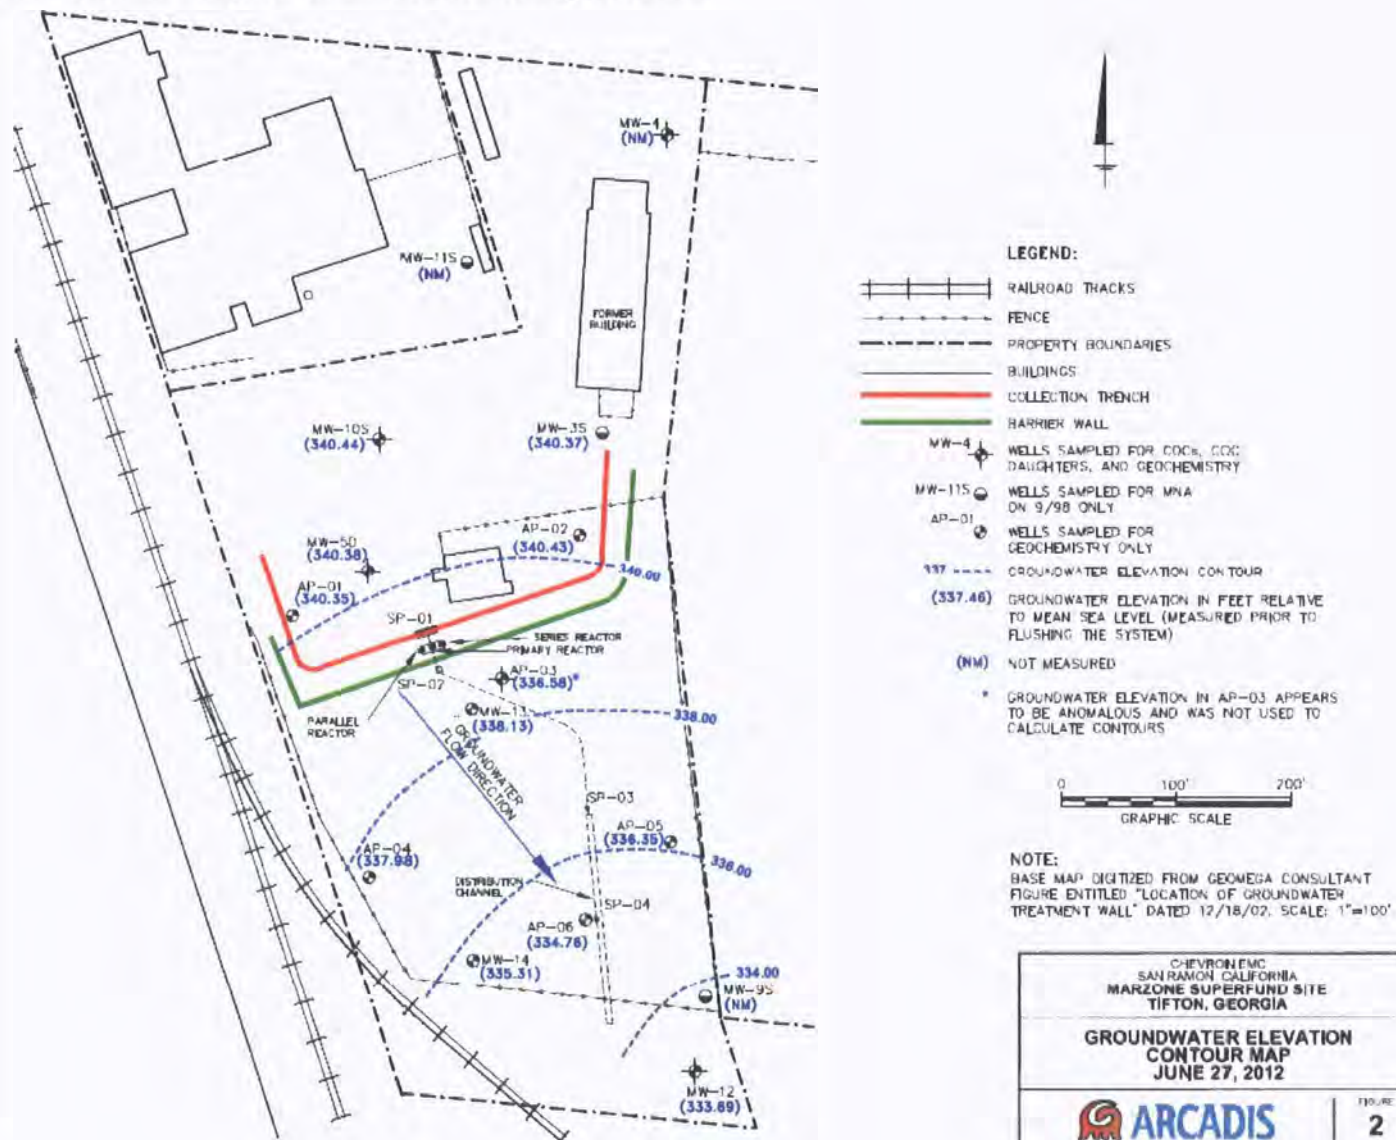 MW-4
(NM)
MW-11S
(NM)
FORMER
BUILDING
MW-10S
(340.44)
MW-3S
(340.37)
AP-02
(340.43)
MW-5D
(340.38)
AP-01
(340.35)
340.00
SP-01
SERIES REACTOR
PRIMARY REACTOR
AP-03
(336.58)*
SP-02
PARALLEL
REACTOR
MW-13
(338.13)
338.00
GROUNDWATER
FLOW DIRECTION
SP-03
AP-05
(336.35)
336.00
AP-04
(337.98)
DISTRIBUTION
CHANNEL
SP-04
AP-06
(334.76)
MW-14
(335.31)
334.00
MW-9S
(NM)
MW-12
(333.69)
LEGEND:
RAILROAD TRACKS
FENCE
PROPERTY BOUNDARIES
BUILDINGS
COLLECTION TRENCH
BARRIER WALL
MW-4 WELLS SAMPLED FOR COCs, COC
DAUGHTERS, AND GEOCHEMISTRY
MW-11S WELLS SAMPLED FOR MNA
ON 9/98 ONLY
AP-01 WELLS SAMPLED FOR
GEOCHEMISTRY ONLY
337 GROUNDWATER ELEVATION CONTOUR
(337.46) GROUNDWATER ELEVATION IN FEET RELATIVE
TO MEAN SEA LEVEL (MEASURED PRIOR TO
FLUSHING THE SYSTEM)
(NM) NOT MEASURED
* GROUNDWATER ELEVATION IN AP-03 APPEARS
TO BE ANOMALOUS AND WAS NOT USED TO
CALCULATE CONTOURS
0 100' 200'
GRAPHIC SCALE
NOTE:
BASE MAP DIGITIZED FROM GEOMEGA CONSULTANT
FIGURE ENTITLED "LOCATION OF GROUNDWATER
TREATMENT WALL" DATED 12/18/02. SCALE: 1"=100'.
CHEVRON EMC
SAN RAMON CALIFORNIA
MARZONE SUPERFUND SITE
TIFTON, GEORGIA
GROUNDWATER ELEVATION
CONTOUR MAP
JUNE 27, 2012
ARCADIS
FIGURE
2